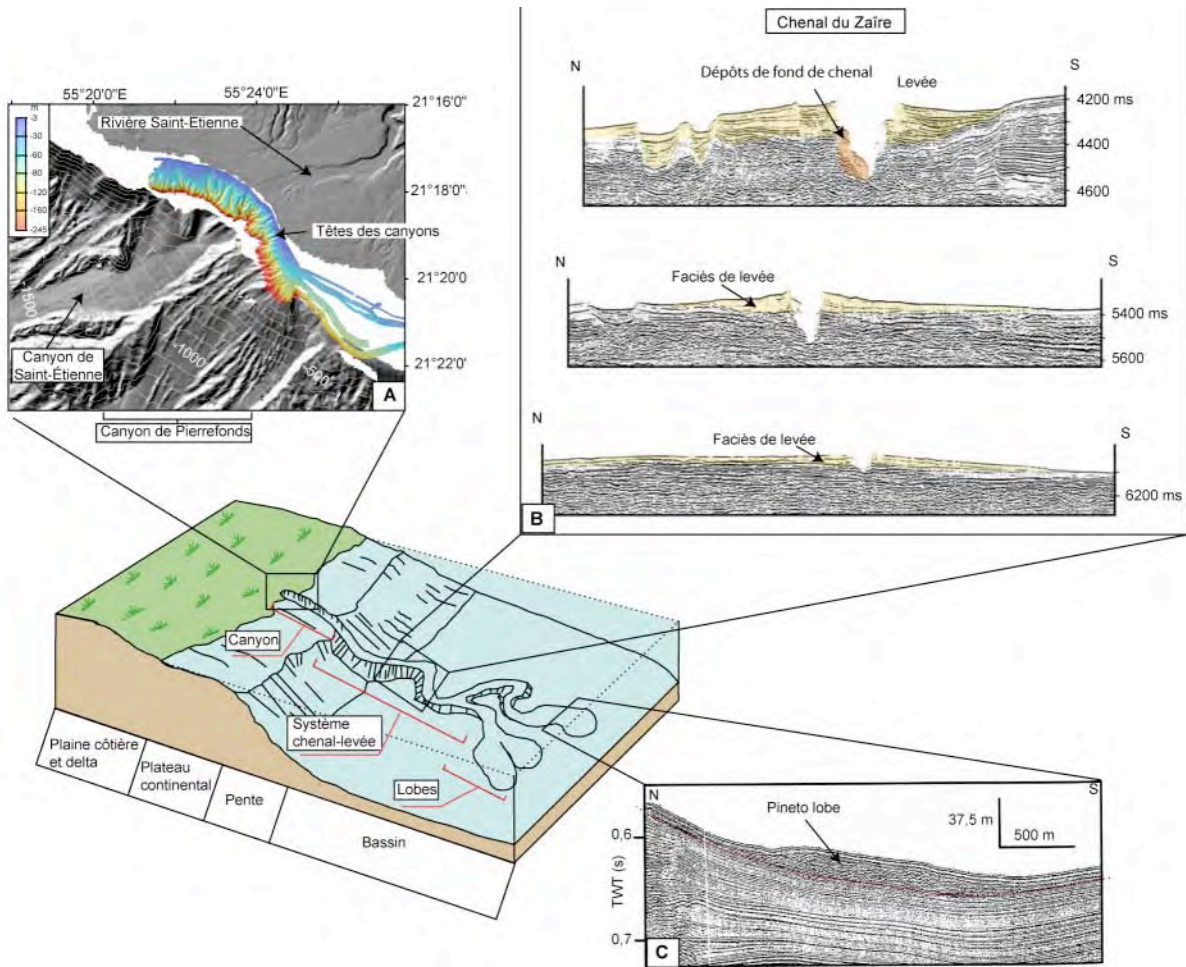 55°20'0"E
55°24'0"E
21°16'0"
21°18'0"
21°20'0"
21°22'0"
m
-3
-30
-60
-80
-120
-160
-245
Rivière Saint-Etienne
Têtes des canyons
-1500
-1000
-500
Canyon de
Saint-Étienne
A
Canyon de Pierrefonds
Chenal du Zaîre
N
S
Dépôts de fond de chenal
Levée
4200 ms
4400
4600
N
S
Faciès de levée
5400 ms
5600
N
S
Faciès de levée
6200 ms
B
Canyon
Système
chenal-levée
Lobes
Plaine côtière
et delta
Plateau
continental
Pente
Bassin
N
S
Pineto lobe
37,5 m
500 m
0,6
TWT (s)
0,7
C